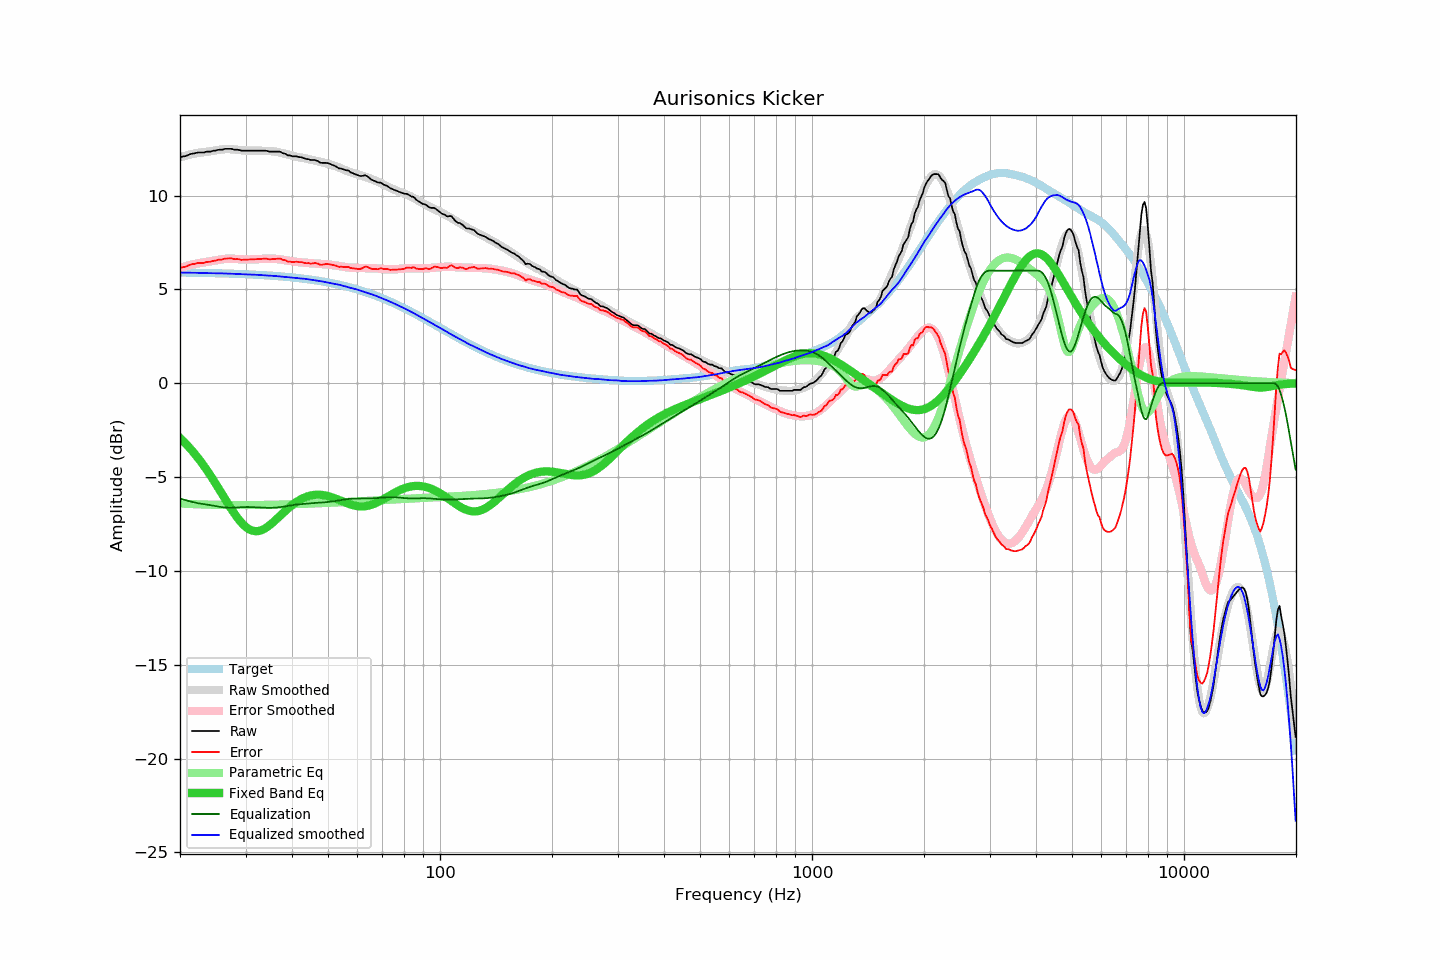 Aurisonics Kicker
Amplitude (dBr)
10
5
0
−5
−10
−15
−20
−25
Target
Raw Smoothed
Error Smoothed
Raw
Error
Parametric Eq
Fixed Band Eq
Equalization
Equalized smoothed
100 1000 10000
Frequency (Hz)